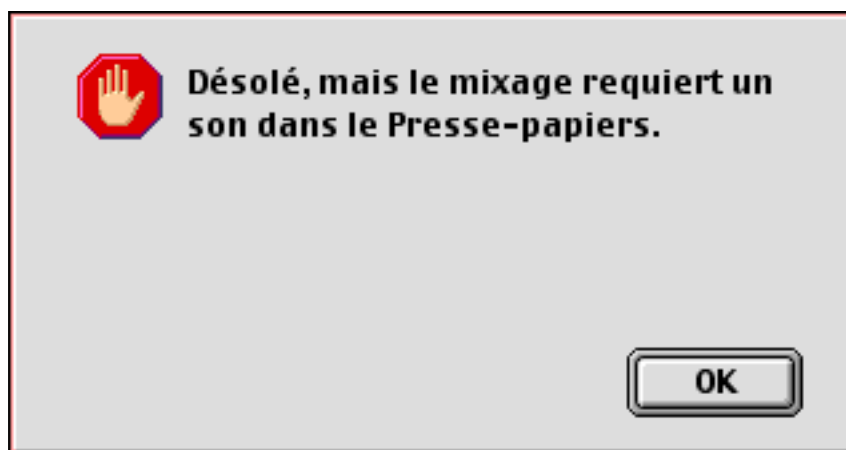 Désolé, mais le mixage requiert un
son dans le Presse-papiers.
OK